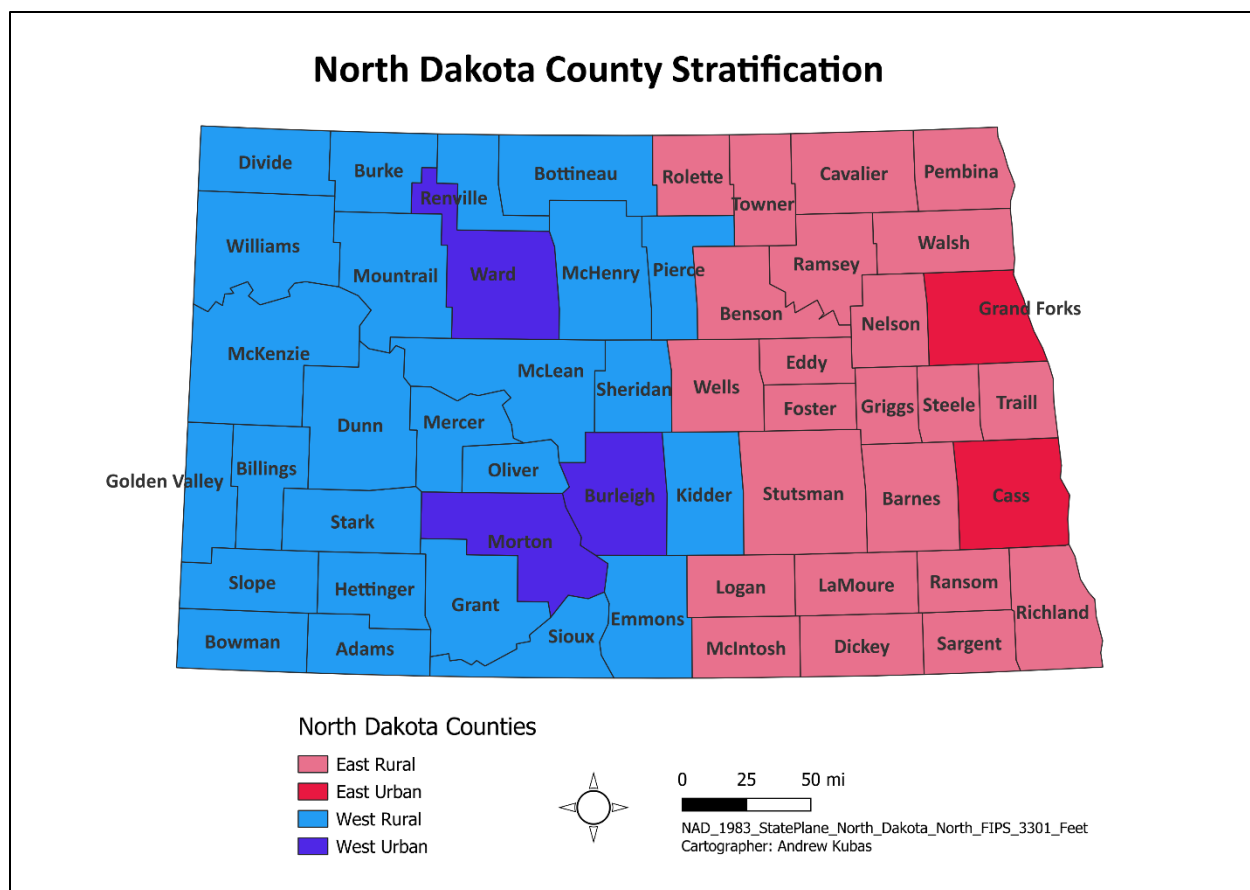 North Dakota County Stratification
Divide
Burke
Renville
Bottineau
Rolette
Towner
Cavalier
Pembina
Williams
Mountrail
Ward
McHenry
Pierce
Benson
Ramsey
Walsh
Nelson
Grand Forks
McKenzie
Dunn
Mercer
McLean
Sheridan
Wells
Eddy
Foster
Griggs
Steele
Traill
Golden Valley
Billings
Stark
Oliver
Morton
Burleigh
Kidder
Stutsman
Barnes
Cass
Slope
Hettinger
Grant
Sioux
Emmons
Logan
LaMoure
Ransom
Richland
Bowman
Adams
McIntosh
Dickey
Sargent
North Dakota Counties
East Rural
East Urban
West Rural
West Urban
0 25 50 mi
NAD_1983_StatePlane_North_Dakota_North_FIPS_3301_Feet
Cartographer: Andrew Kubas